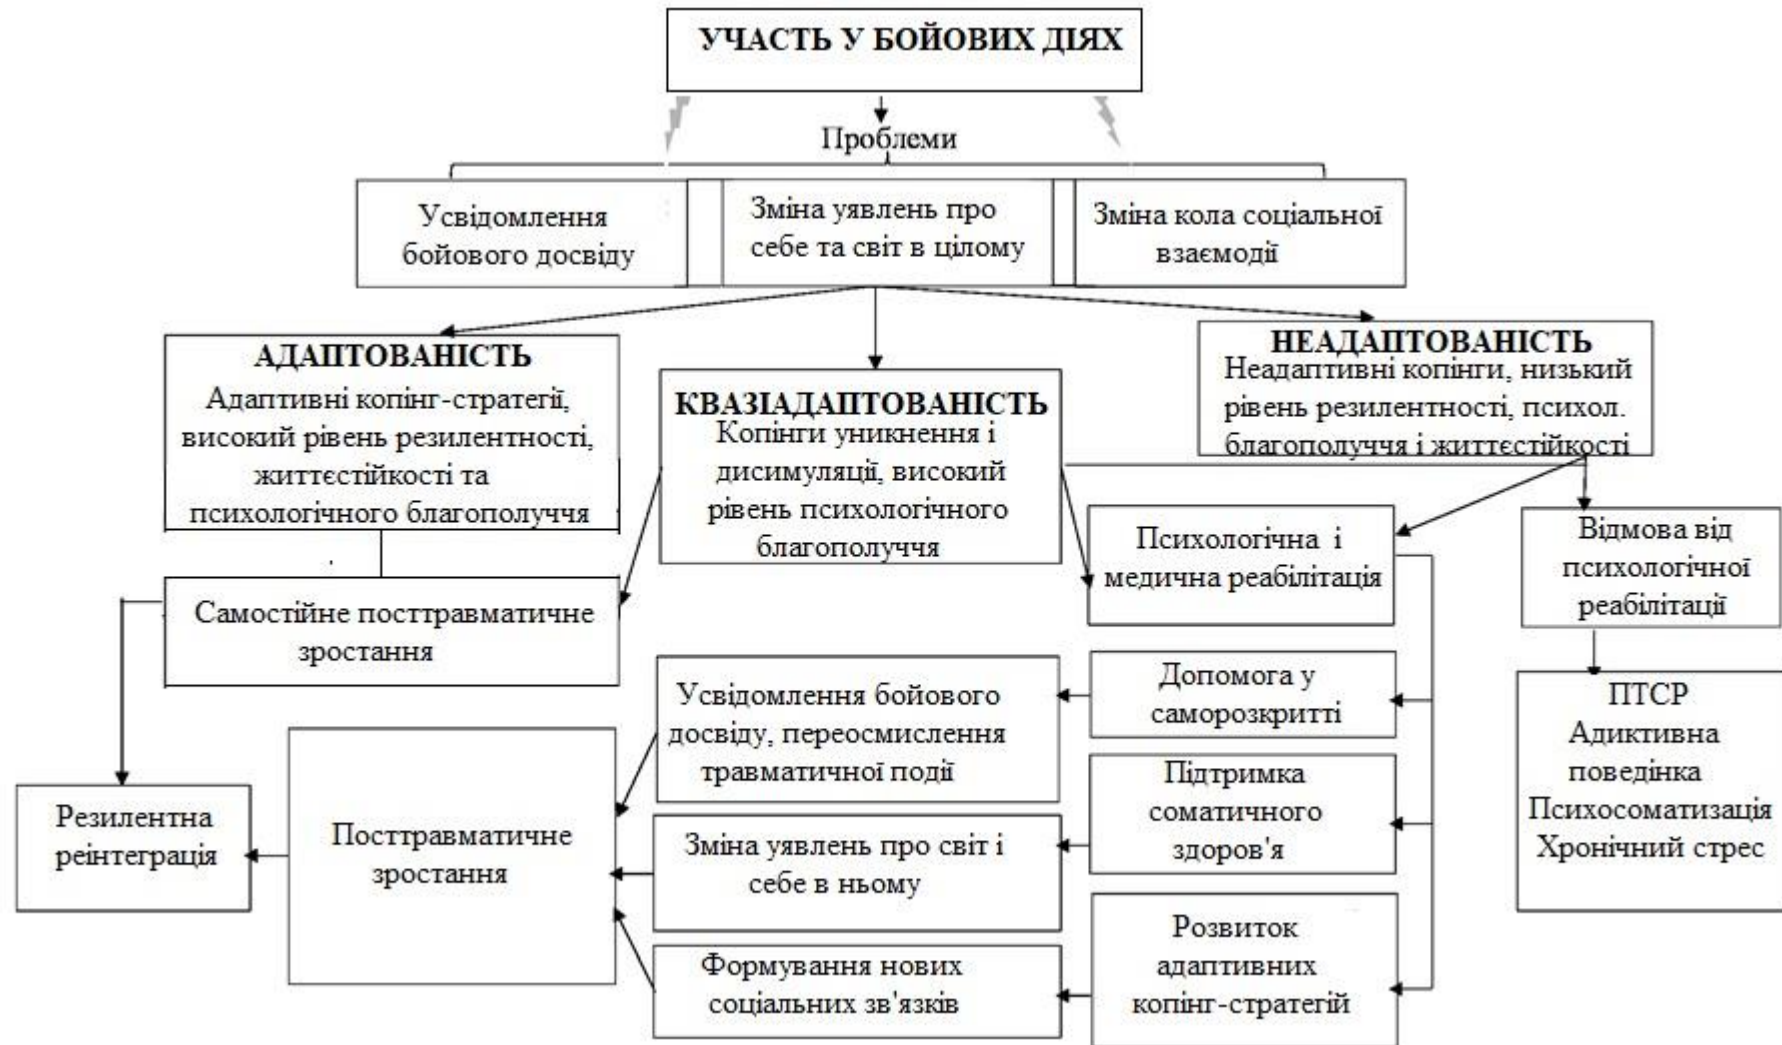 УЧАСТЬ У БОЙОВИХ ДІЯХ
Проблеми
Усвідомлення
бойового досвіду
Зміна уявлень про
себе та світ в цілому
Зміна кола соціальної
взаємодії
АДАПТОВАНІСТЬ
Адаптивні копінг-стратегії,
високий рівень резилентності,
життєстійкості та
психологічного благополуччя
КВАЗІАДАПТОВАНІСТЬ
Копінги уникнення і
дисимуляції, високий
рівень психологічного
благополуччя
НЕАДАПТОВАНІСТЬ
Неадаптивні копінги, низький
рівень резилентності, психол.
благополуччя і життєстійкості
Самостійне посттравматичне
зростання
Психологічна і
медична реабілітація
Відмова від
психологічної
реабілітації
Усвідомлення бойового
досвіду, переосмислення
травматичної події
Допомога у
саморозкритті
ПТСР
Адиктивна
поведінка
Психосоматизація
Хронічний стрес
Резилентна
реінтеграція
Посттравматичне
зростання
Зміна уявлень про світ і
себе в ньому
Підтримка
соматичного
здоров'я
Формування нових
соціальних зв'язків
Розвиток
адаптивних
копінг-стратегій